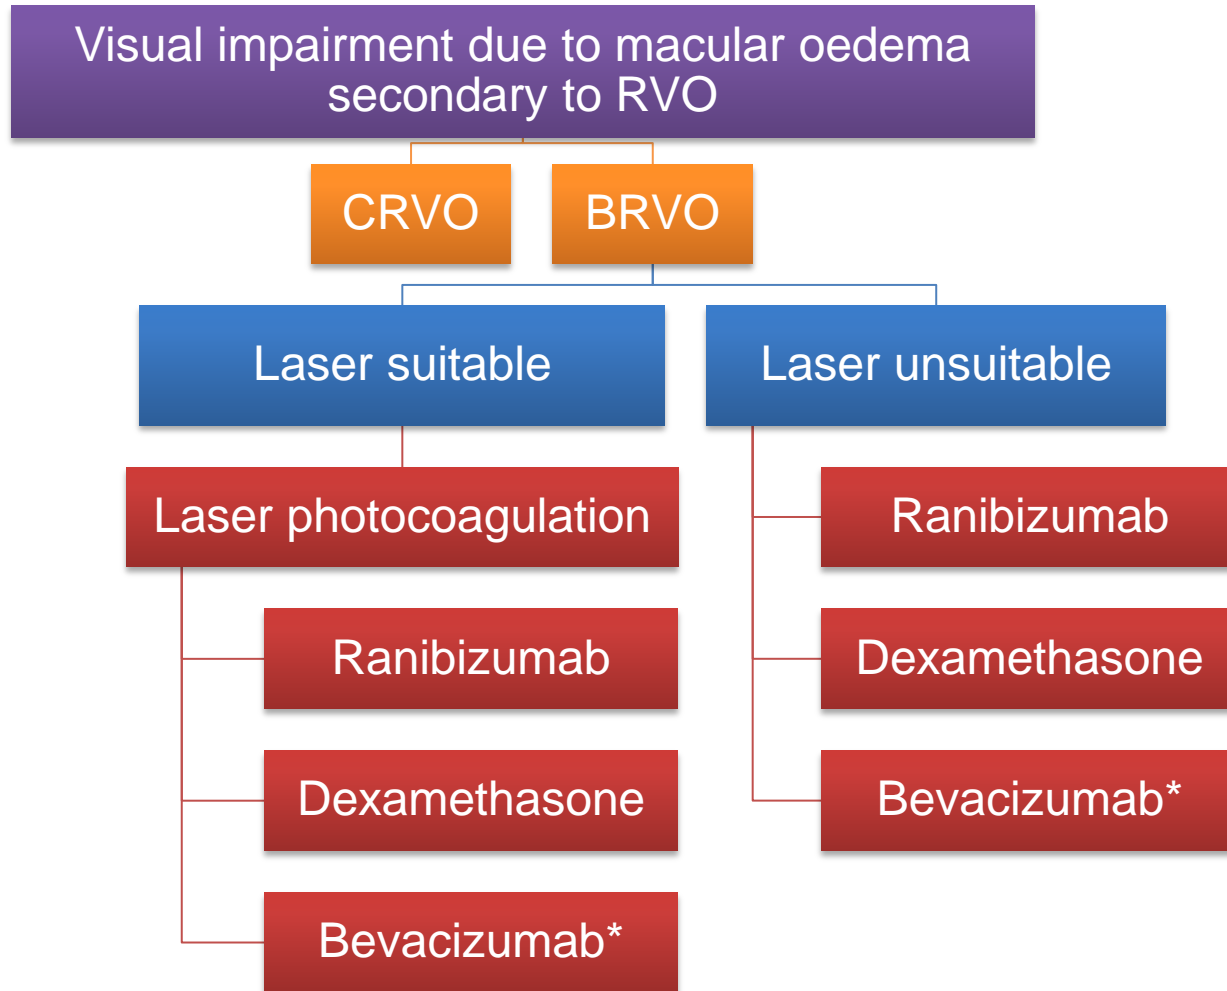 Visual impairment due to macular oedema
secondary to RVO
CRVO
BRVO
Laser suitable
Laser unsuitable
Laser photocoagulation
Ranibizumab
Dexamethasone
Bevacizumab*
Ranibizumab
Dexamethasone
Bevacizumab*